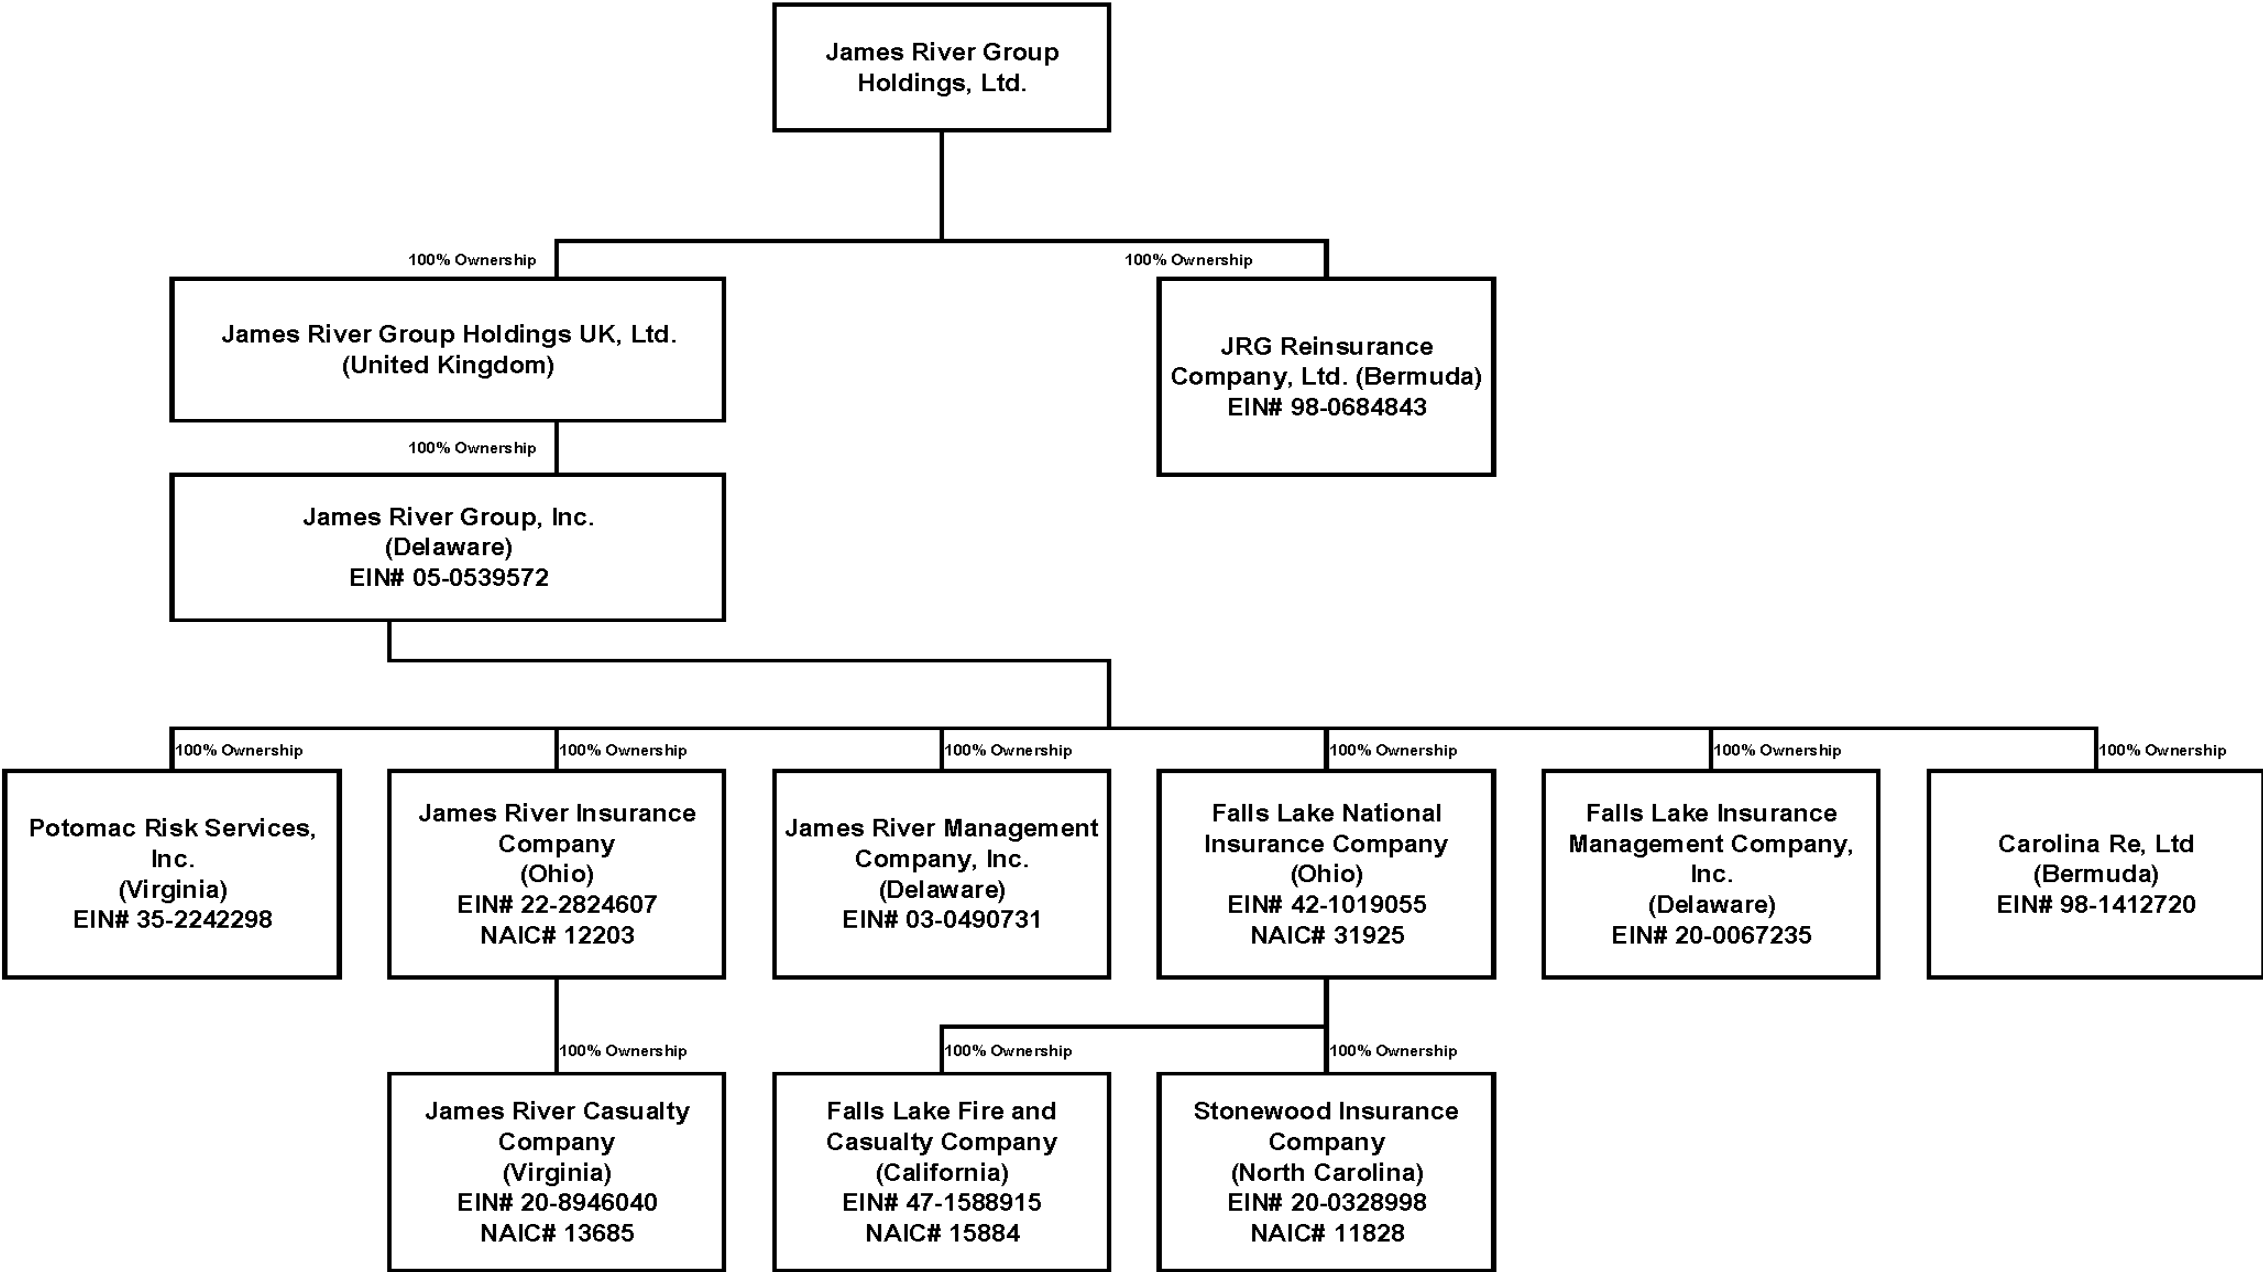 James River Group
Holdings, Ltd.
100% Ownership
100% Ownership
James River Group Holdings UK, Ltd.
(United Kingdom)
JRG Reinsurance
Company, Ltd. (Bermuda)
EIN# 98-0684843
100% Ownership
James River Group, Inc.
(Delaware)
EIN# 05-0539572
100% Ownership
100% Ownership
100% Ownership
100% Ownership
100% Ownership
100% Ownership
Potomac Risk Services,
Inc.
(Virginia)
EIN# 35-2242298
James River Insurance
Company
(Ohio)
EIN# 22-2824607
NAIC# 12203
James River Management
Company, Inc.
(Delaware)
EIN# 03-0490731
Falls Lake National
Insurance Company
(Ohio)
EIN# 42-1019055
NAIC# 31925
Falls Lake Insurance
Management Company,
Inc.
(Delaware)
EIN# 20-0067235
Carolina Re, Ltd
(Bermuda)
EIN# 98-1412720
100% Ownership
100% Ownership
100% Ownership
James River Casualty
Company
(Virginia)
EIN# 20-8946040
NAIC# 13685
Falls Lake Fire and
Casualty Company
(California)
EIN# 47-1588915
NAIC# 15884
Stonewood Insurance
Company
(North Carolina)
EIN# 20-0328998
NAIC# 11828